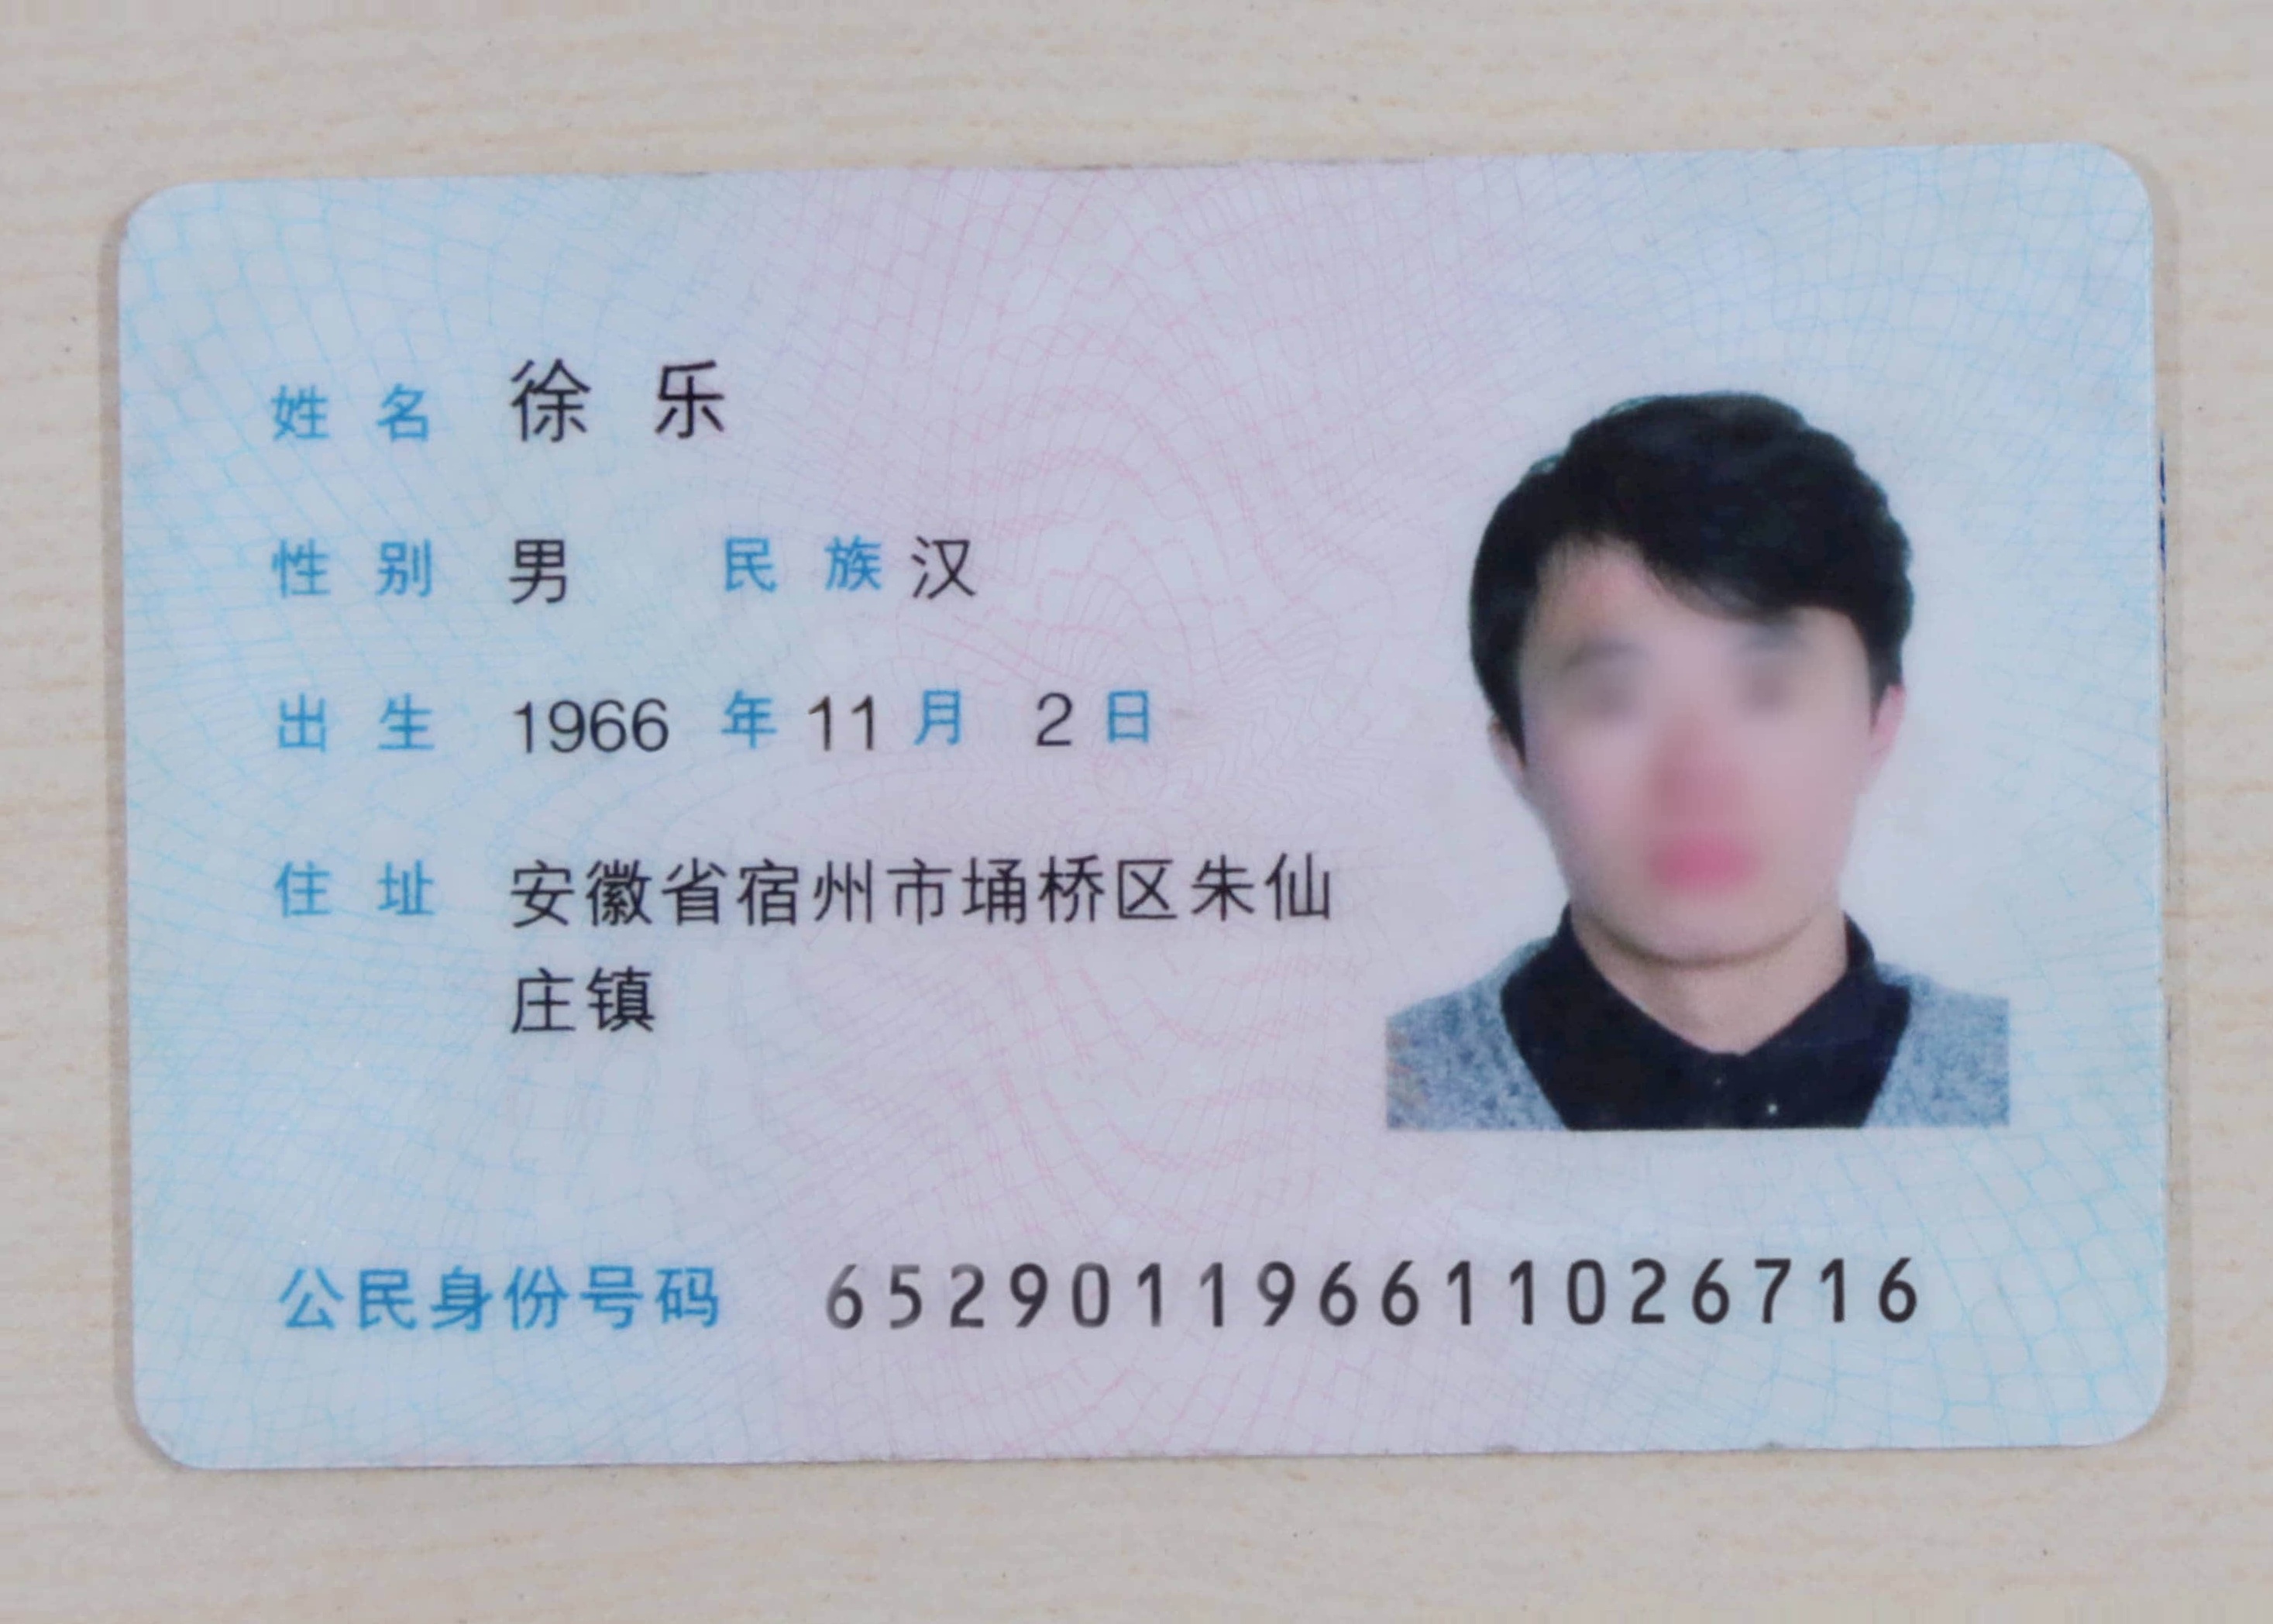 姓名 徐乐
性别 男 民族 汉
出生 1966 年 11 月 2 日
住址 安徽省宿州市埇桥区朱仙
庄镇
公民身份号码 652901196611026716